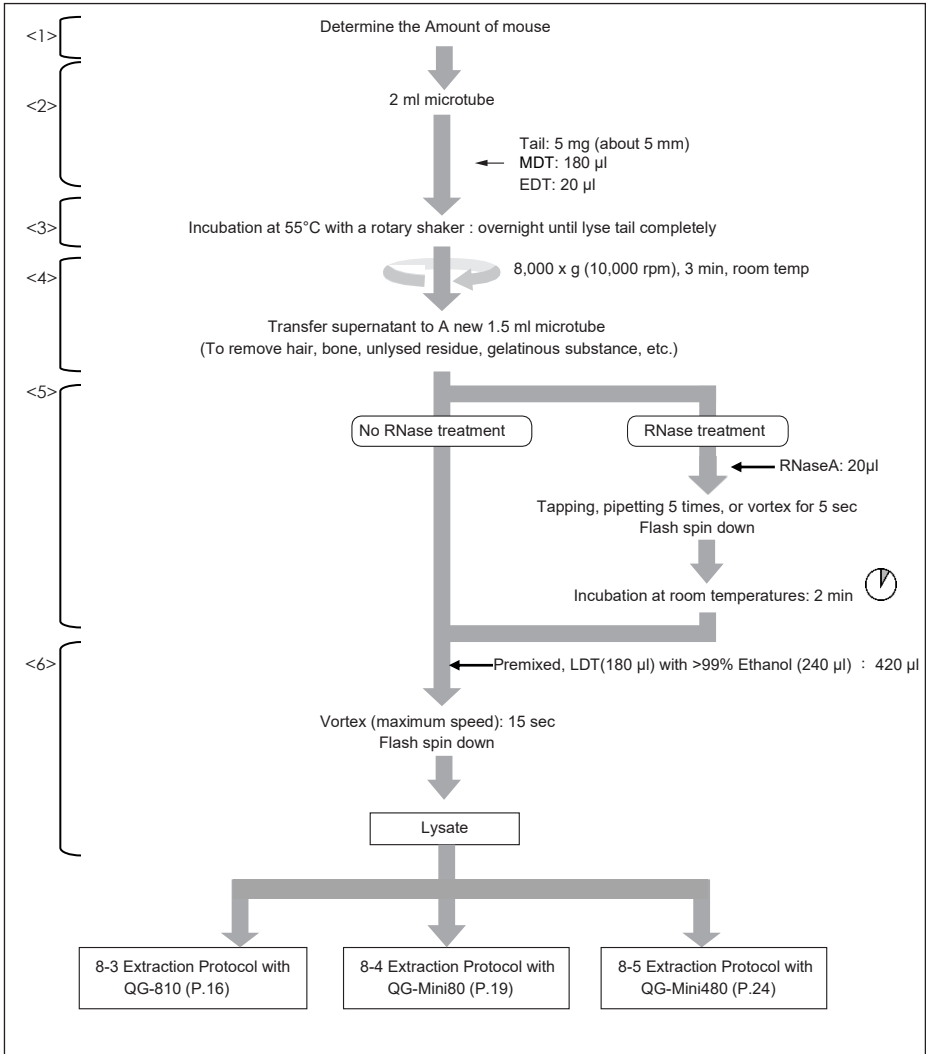 <1>
Determine the Amount of mouse
<2>
2 ml microtube
Tail: 5 mg (about 5 mm)
MDT: 180 µl
EDT: 20 µl
<3>
Incubation at 55°C with a rotary shaker : overnight until lyse tail completely
<4>
8,000 x g (10,000 rpm), 3 min, room temp
Transfer supernatant to A new 1.5 ml microtube
(To remove hair, bone, unlysed residue, gelatinous substance, etc.)
<5>
No RNase treatment
RNase treatment
RNaseA: 20µl
Tapping, pipetting 5 times, or vortex for 5 sec
Flash spin down
Incubation at room temperatures: 2 min
<6>
Premixed, LDT(180 µl) with >99% Ethanol (240 µl) : 420 µl
Vortex (maximum speed): 15 sec
Flash spin down
Lysate
8-3 Extraction Protocol with
QG-810 (P.16)
8-4 Extraction Protocol with
QG-Mini80 (P.19)
8-5 Extraction Protocol with
QG-Mini480 (P.24)